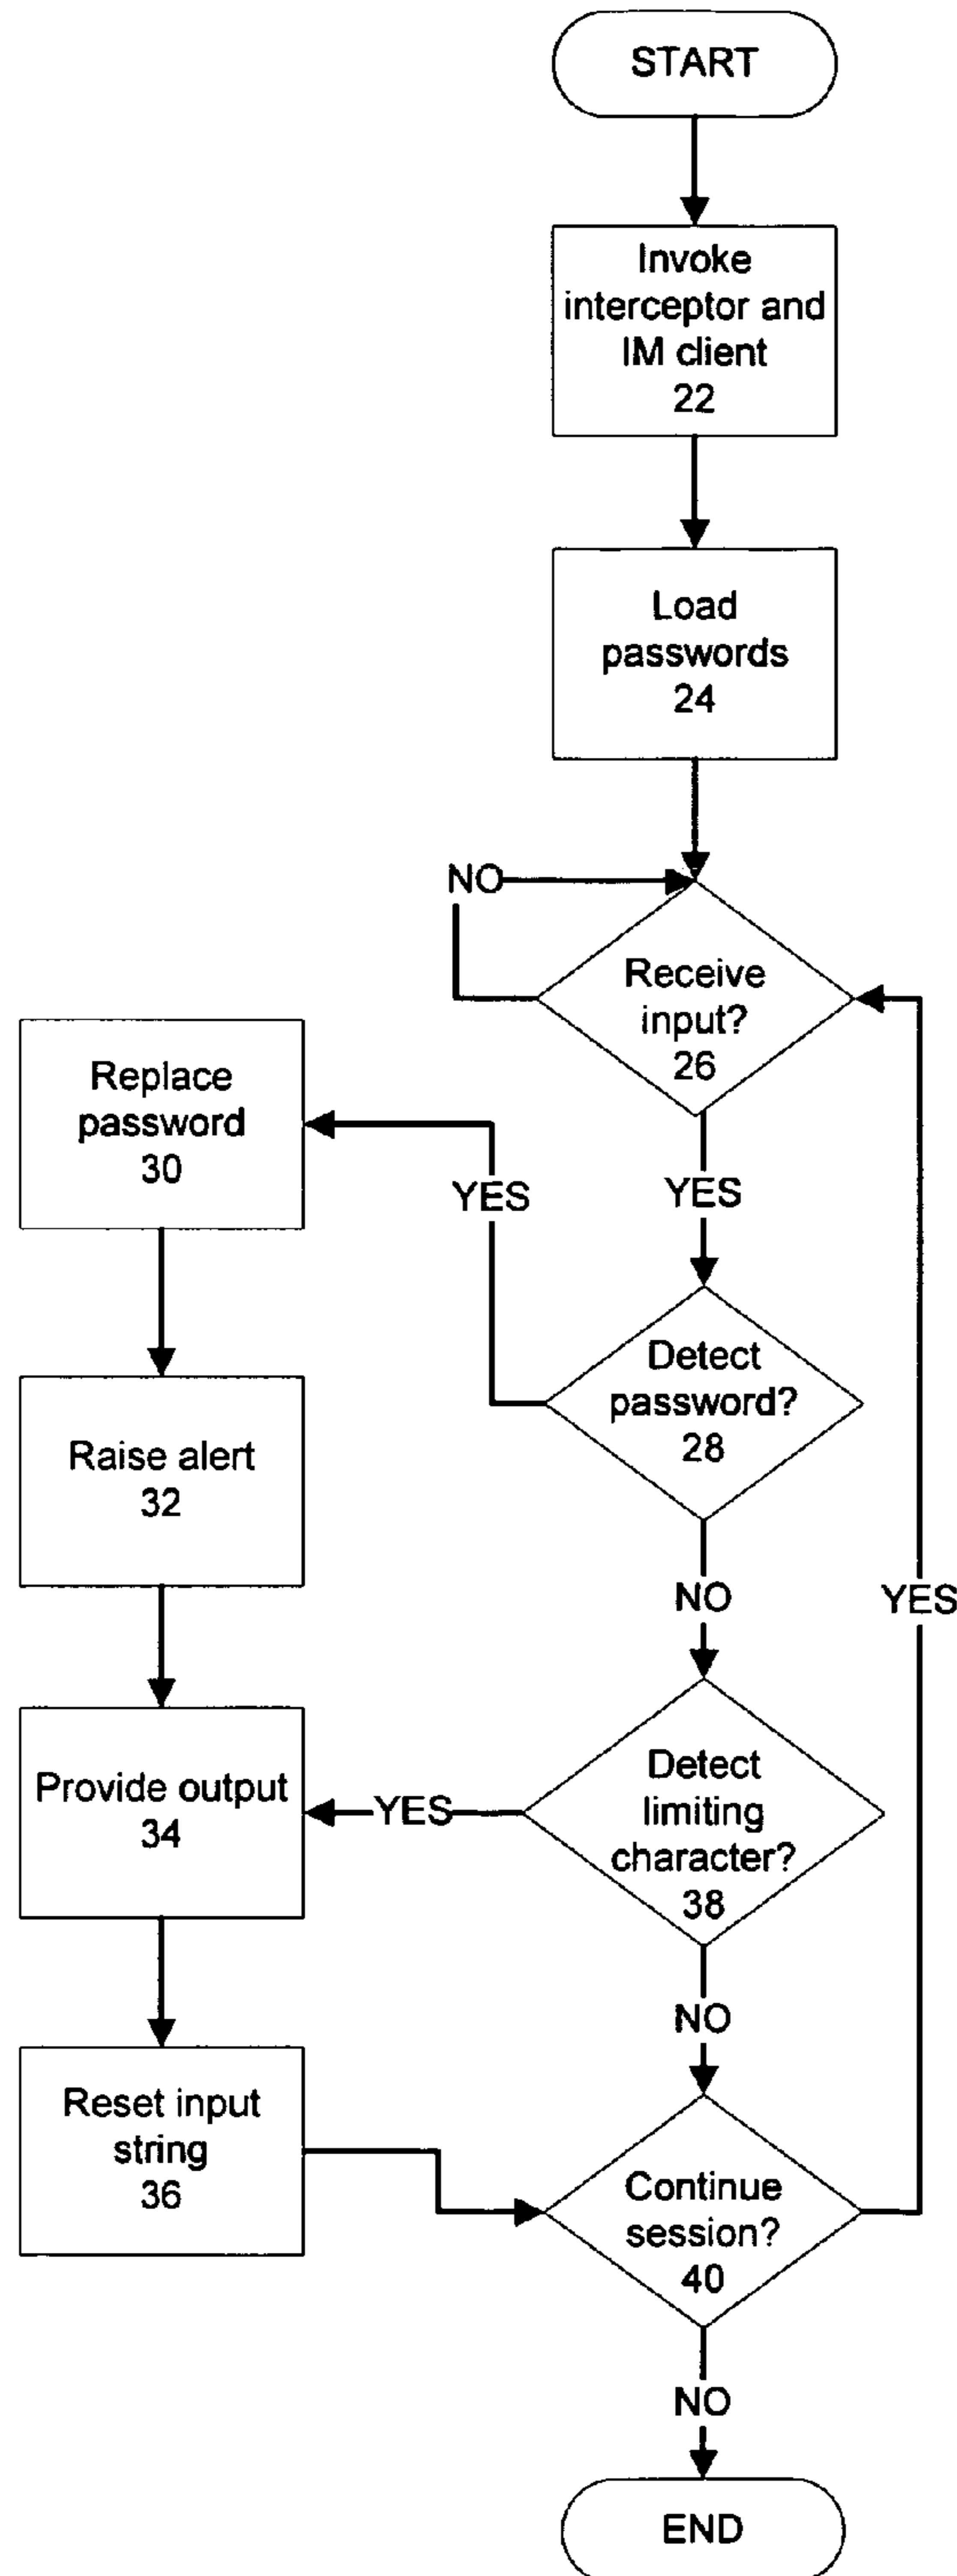 START
Invoke
interceptor and
IM client
22
Load
passwords
24
NO
Receive
input?
26
Replace
password
30
YES
YES
Detect
password?
28
Raise alert
32
NO
YES
Provide output
34
YES
Detect
limiting
character?
38
NO
Reset input
string
36
Continue
session?
40
NO
END